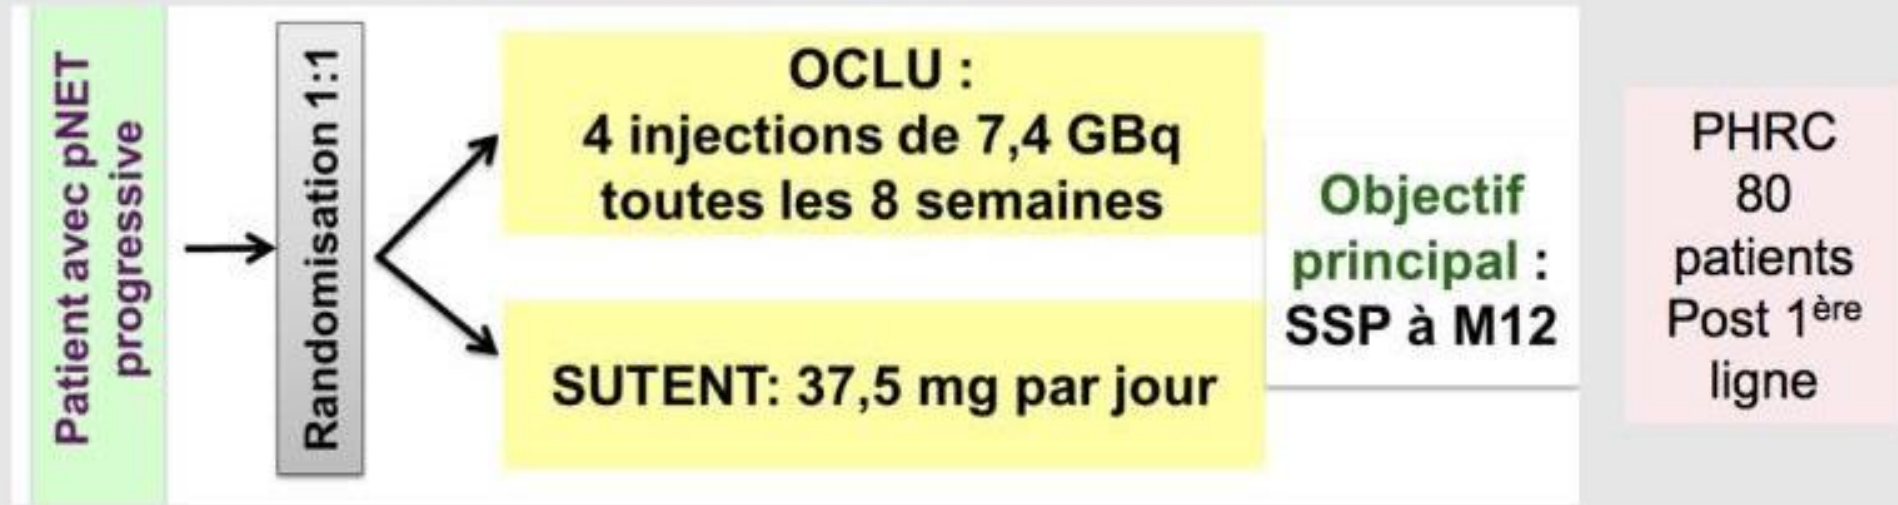 Patient avec pNET
progressive
Randomisation 1:1
OCLU :
4 injections de 7,4 GBq
toutes les 8 semaines
SUTENT: 37,5 mg par jour
Objectif
principal :
SSP à M12
PHRC
80
patients
Post 1ère
ligne